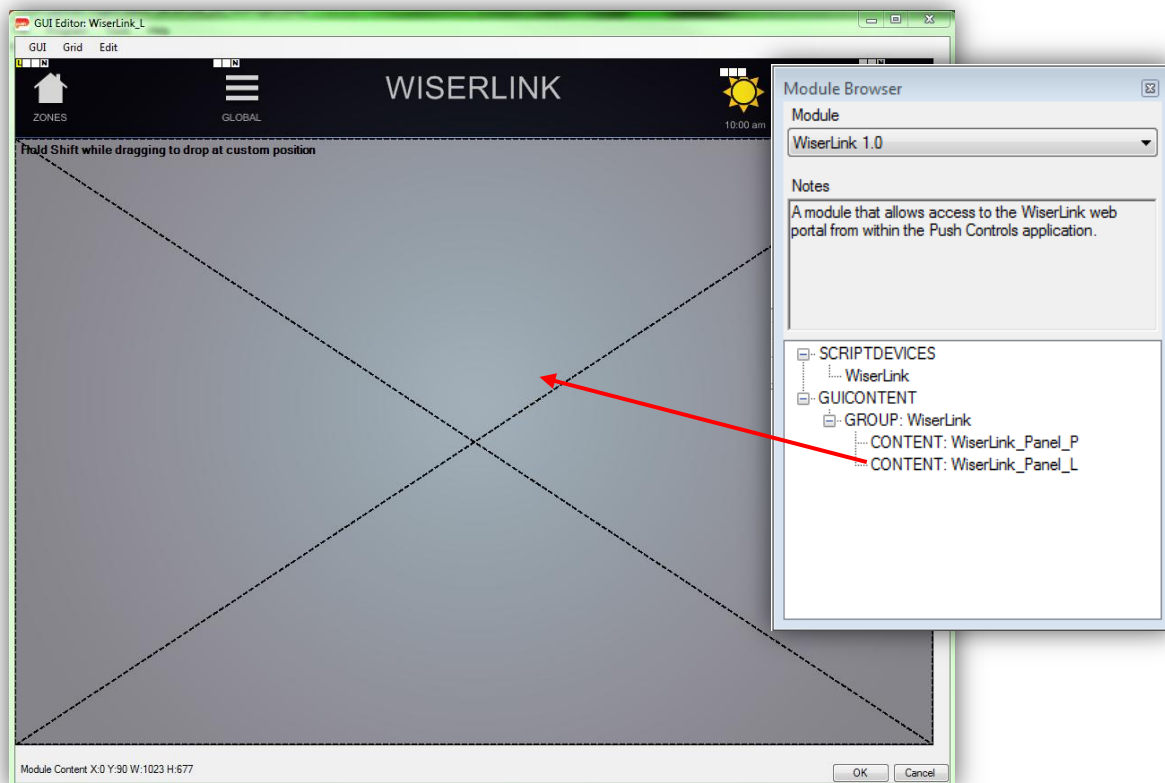 GUI Editor: WiserLink_L
GUI Grid Edit
L N
N
N
ZONES
GLOBAL
WISERLINK
10:00 am
Hold Shift while dragging to drop at custom position
Module Content X:0 Y:90 W:1023 H:677
OK Cancel
Module Browser
Module
WiserLink 1.0
Notes
A module that allows access to the WiserLink web
portal from within the Push Controls application.
SCRIPTDEVICES
WiserLink
GUICONTENT
GROUP: WiserLink
CONTENT: WiserLink_Panel_P
CONTENT: WiserLink_Panel_L